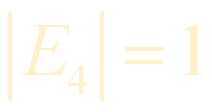 |E₄| = 1